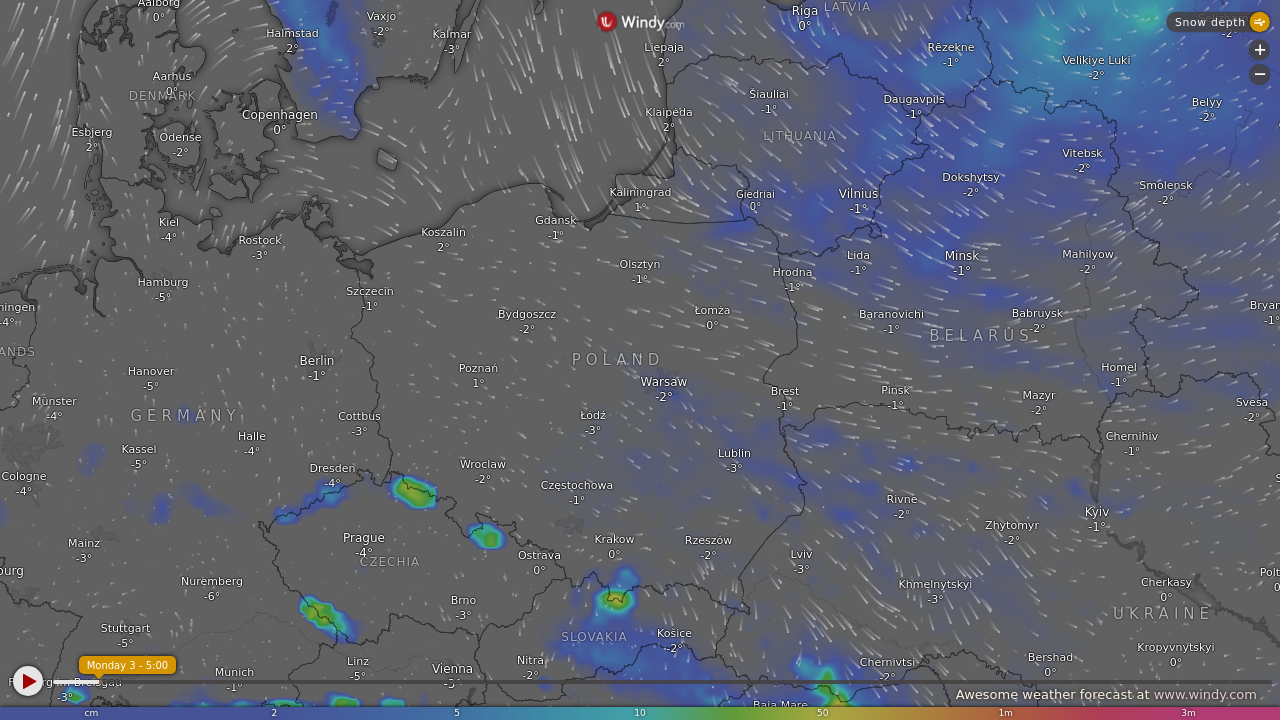 Aalborg
0°
Vaxjo
-2°
Halmstad
2°
Kalmar
-3°
Windy.com
Liepaja
2°
Riga
0°
LATVIA
Rēzekne
-1°
Velikiye Luki
-2°
Snow depth
-2°
+
−
Aarhus
0°
DENMARK
Copenhagen
0°
Esbjerg
2°
Odense
-2°
Klaipėda
2°
Šiauliai
-1°
LITHUANIA
Daugavpils
-1°
Belyy
-2°
Vitebsk
-2°
Dokshytsy
-2°
Smolensk
-2°
Kaliningrad
1°
Giedriai
0°
Vilnius
-1°
Kiel
-4°
Rostock
-3°
Koszalin
2°
Gdansk
-1°
Olsztyn
-1°
Hrodna
-1°
Lida
-1°
Minsk
-1°
Mahilyow
-2°
Hamburg
-5°
Szczecin
-1°
ningen
-4°
Bydgoszcz
-2°
Łomża
0°
Baranovichi
-1°
Babruysk
-2°
BELARUS
-1°
ANDS
Berlin
-1°
POLAND
Hanover
-5°
Poznań
1°
Warsaw
-2°
Brest
-1°
Pinsk
-1°
Homel
-1°
Mazyr
-2°
Svesa
-2°
Münster
-4°
GERMANY
Cottbus
-3°
Łódź
-3°
Halle
-4°
Kassel
-5°
Chernihiv
-1°
Lublin
-3°
Cologne
-4°
Dresden
-4°
Wroclaw
-2°
Częstochowa
-1°
Rivne
-2°
Kyiv
-1°
Zhytomyr
-2°
Mainz
-3°
Prague
-4°
CZECHIA
Ostrava
0°
Krakow
0°
Rzeszów
-2°
Lviv
-3°
Nuremberg
-6°
Brno
-3°
Khmelnytskyi
-3°
Cherkasy
0°
UKRAINE
Stuttgart
-5°
SLOVAKIA
Košice
-2°
Monday 3 - 5:00
Munich
-1°
Linz
-5°
Vienna
-3°
Nitra
-2°
Chernivtsi
-2°
Bershad
0°
Kropyvnytskyi
0°
-3°
Baia Mare
Awesome weather forecast at www.windy.com
cm 2 5 10 50 1m 3m